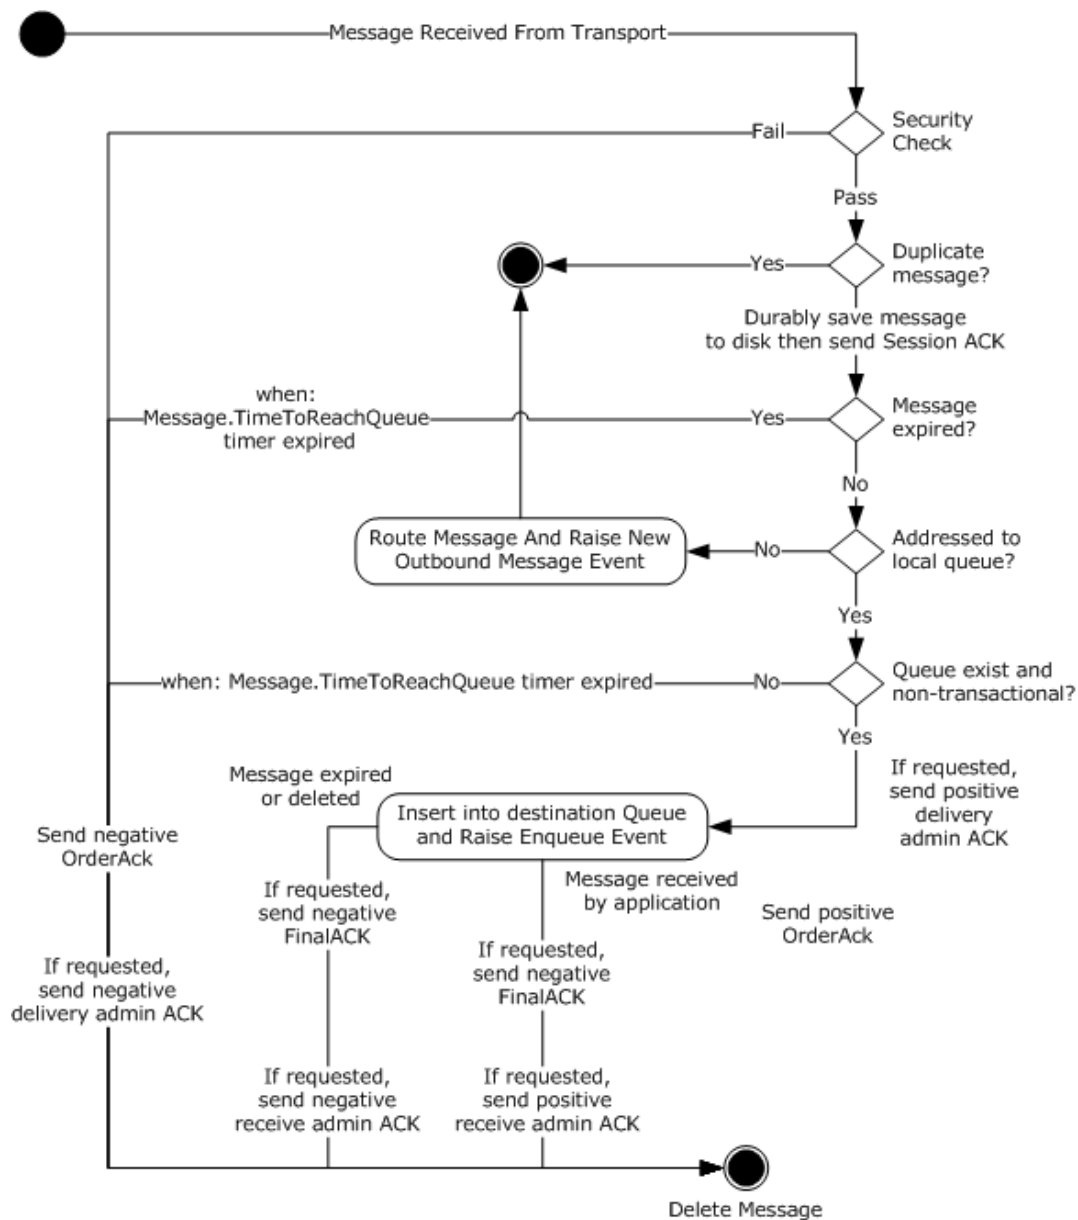 Message Received From Transport
Fail
Security
Check
Pass
Yes
Duplicate
message?
Durably save message
to disk then send Session ACK
when:
Message.TimeToReachQueue
timer expired
Yes
Message
expired?
No
Route Message And Raise New
Outbound Message Event
No
Addressed to
local queue?
Yes
when: Message.TimeToReachQueue timer expired
No
Queue exist and
non-transactional?
Yes
If requested,
send positive
delivery
admin ACK
Message expired
or deleted
Insert into destination Queue
and Raise Enqueue Event
Send negative
OrderAck
If requested,
send negative
FinalACK
Message received
by application
Send positive
OrderAck
If requested,
send negative
FinalACK
If requested,
send negative
delivery admin ACK
If requested,
send negative
receive admin ACK
If requested,
send positive
receive admin ACK
Delete Message